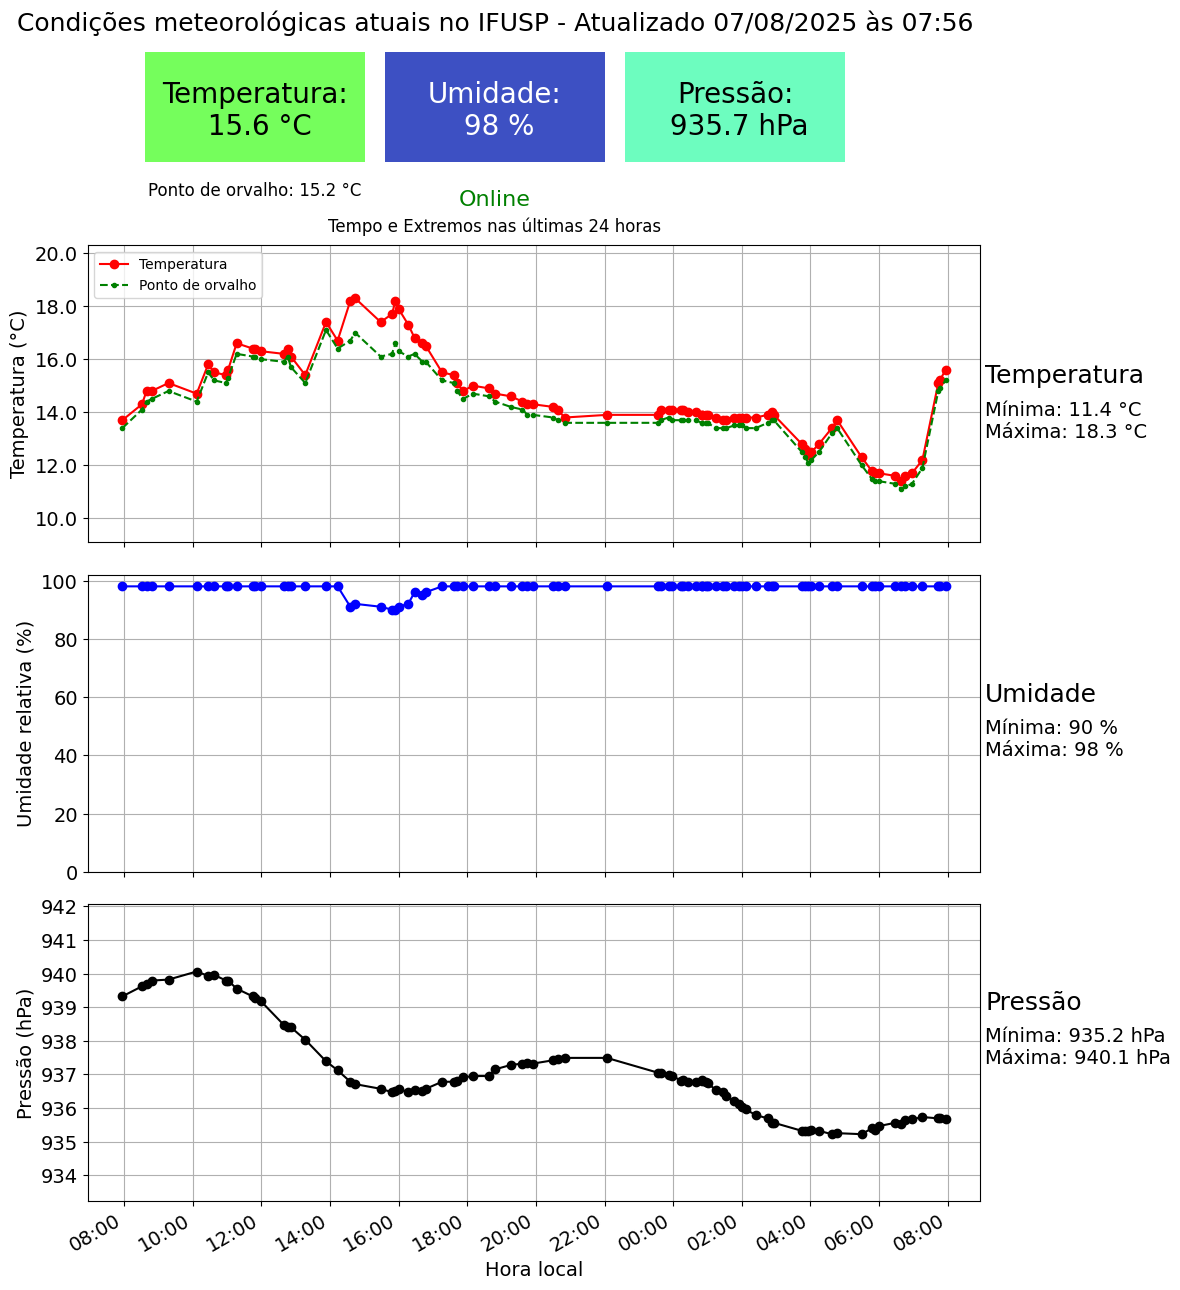 Condições meteorológicas atuais no IFUSP - Atualizado 07/08/2025 às 07:56
Temperatura:
15.6 °C
Umidade:
98 %
Pressão:
935.7 hPa
Ponto de orvalho: 15.2 °C
Online
Tempo e Extremos nas últimas 24 horas
Temperatura (°C)
20.0
18.0
16.0
14.0
12.0
10.0
Temperatura
Ponto de orvalho
Temperatura
Mínima: 11.4 °C
Máxima: 18.3 °C
Umidade relativa (%)
100
80
60
40
20
0
Umidade
Mínima: 90 %
Máxima: 98 %
Pressão (hPa)
942
941
940
939
938
937
936
935
934
Pressão
Mínima: 935.2 hPa
Máxima: 940.1 hPa
08:00
10:00
12:00
14:00
16:00
18:00
20:00
22:00
00:00
02:00
04:00
06:00
08:00
Hora local